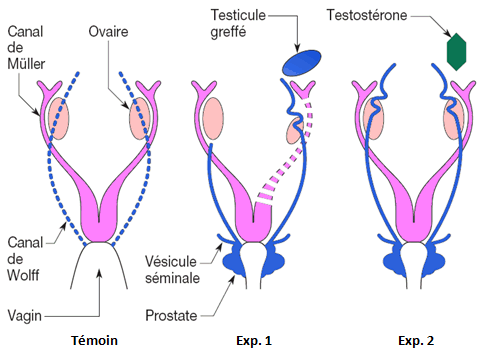 Canal
de
Müller
Ovaire
Testicule
greffé
Testostérone
Canal
de
Wolff
Vagin
Vésicule
séminale
Prostate
Témoin
Exp. 1
Exp. 2